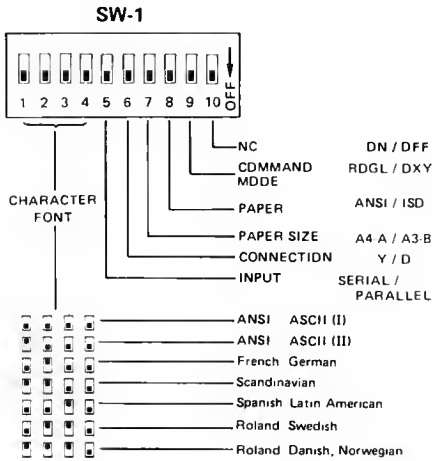 SW-1
1 2 3 4 5 6 7 8 9 10 OFF
NC DN / DFF
CDMMAND MDDE RDGL / DXY
PAPER ANSI / ISD
PAPER SIZE A4-A / A3-B
CONNECTIDN Y / D
INPUT SERIAL / PARALLEL
CHARACTER FONT
ANSI ASCII (I)
ANSI ASCII (II)
French German
Scandinavian
Spanish Latin American
Roland Swedish
Roland Danish, Norwegian